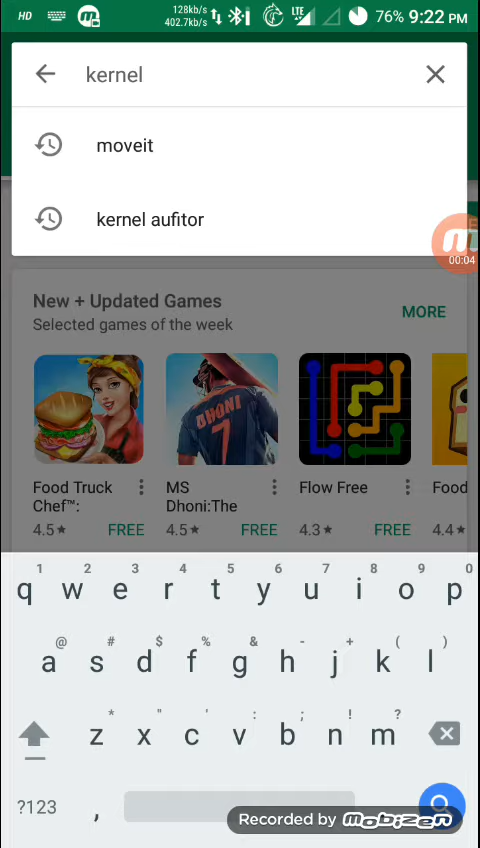 HD
128kb/s
402.7kb/s
LTE
76% 9:22 PM
kernel
moveit
kernel aufitor
00:04
New + Updated Games
MORE
Selected games of the week
DHONI
7
Food Truck
Chef™:
4.5★ FREE
MS
Dhoni:The
4.5★ FREE
Flow Free
4.3★ FREE
Food
4.4★
1 2 3 4 5 6 7 8 9 0
q w e r t y u i o p
@ # $ % & - + ( )
a s d f g h j k l
* " ' : ; ! ?
z x c v b n m
?123 ,
Recorded by mobizen